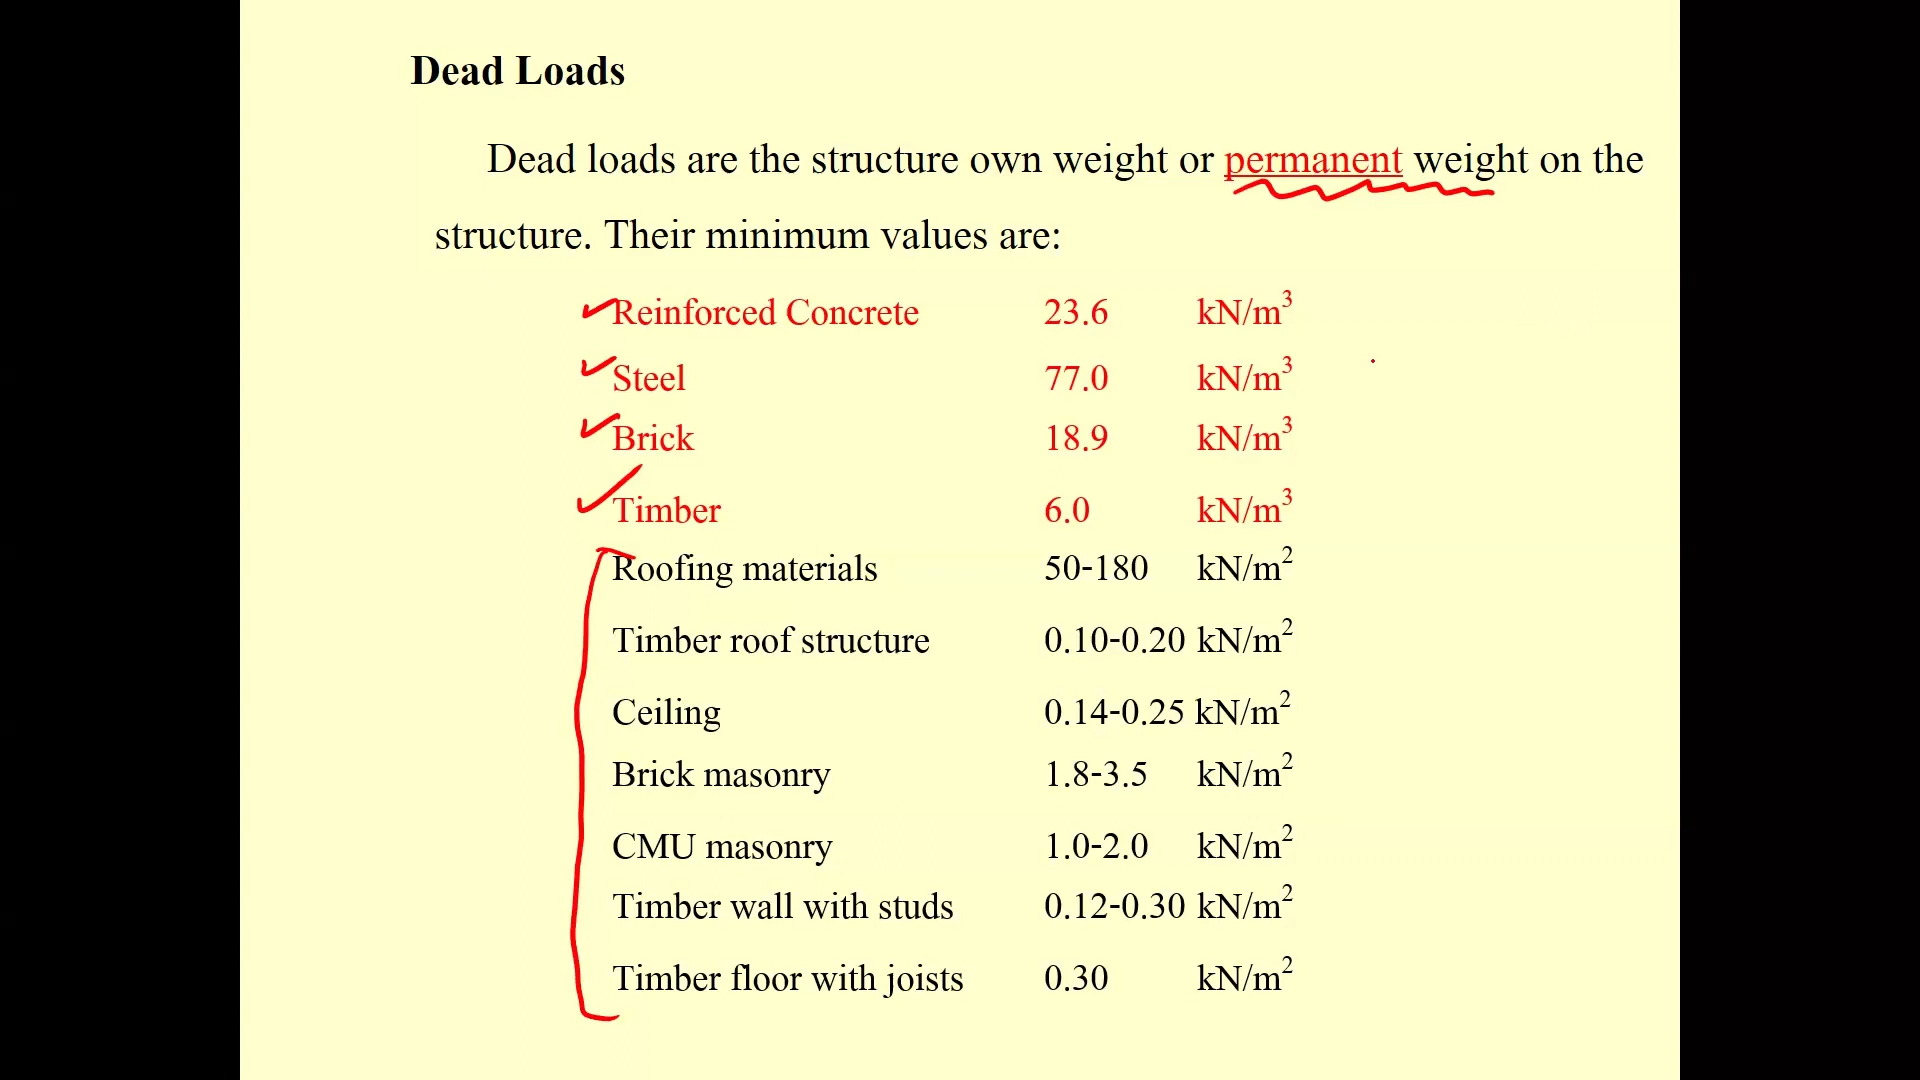 Dead Loads
Dead loads are the structure own weight or permanent weight on the
structure. Their minimum values are:
Reinforced Concrete 23.6 kN/m³
Steel 77.0 kN/m³
Brick 18.9 kN/m³
Timber 6.0 kN/m³
Roofing materials 50-180 kN/m²
Timber roof structure 0.10-0.20 kN/m²
Ceiling 0.14-0.25 kN/m²
Brick masonry 1.8-3.5 kN/m²
CMU masonry 1.0-2.0 kN/m²
Timber wall with studs 0.12-0.30 kN/m²
Timber floor with joists 0.30 kN/m²